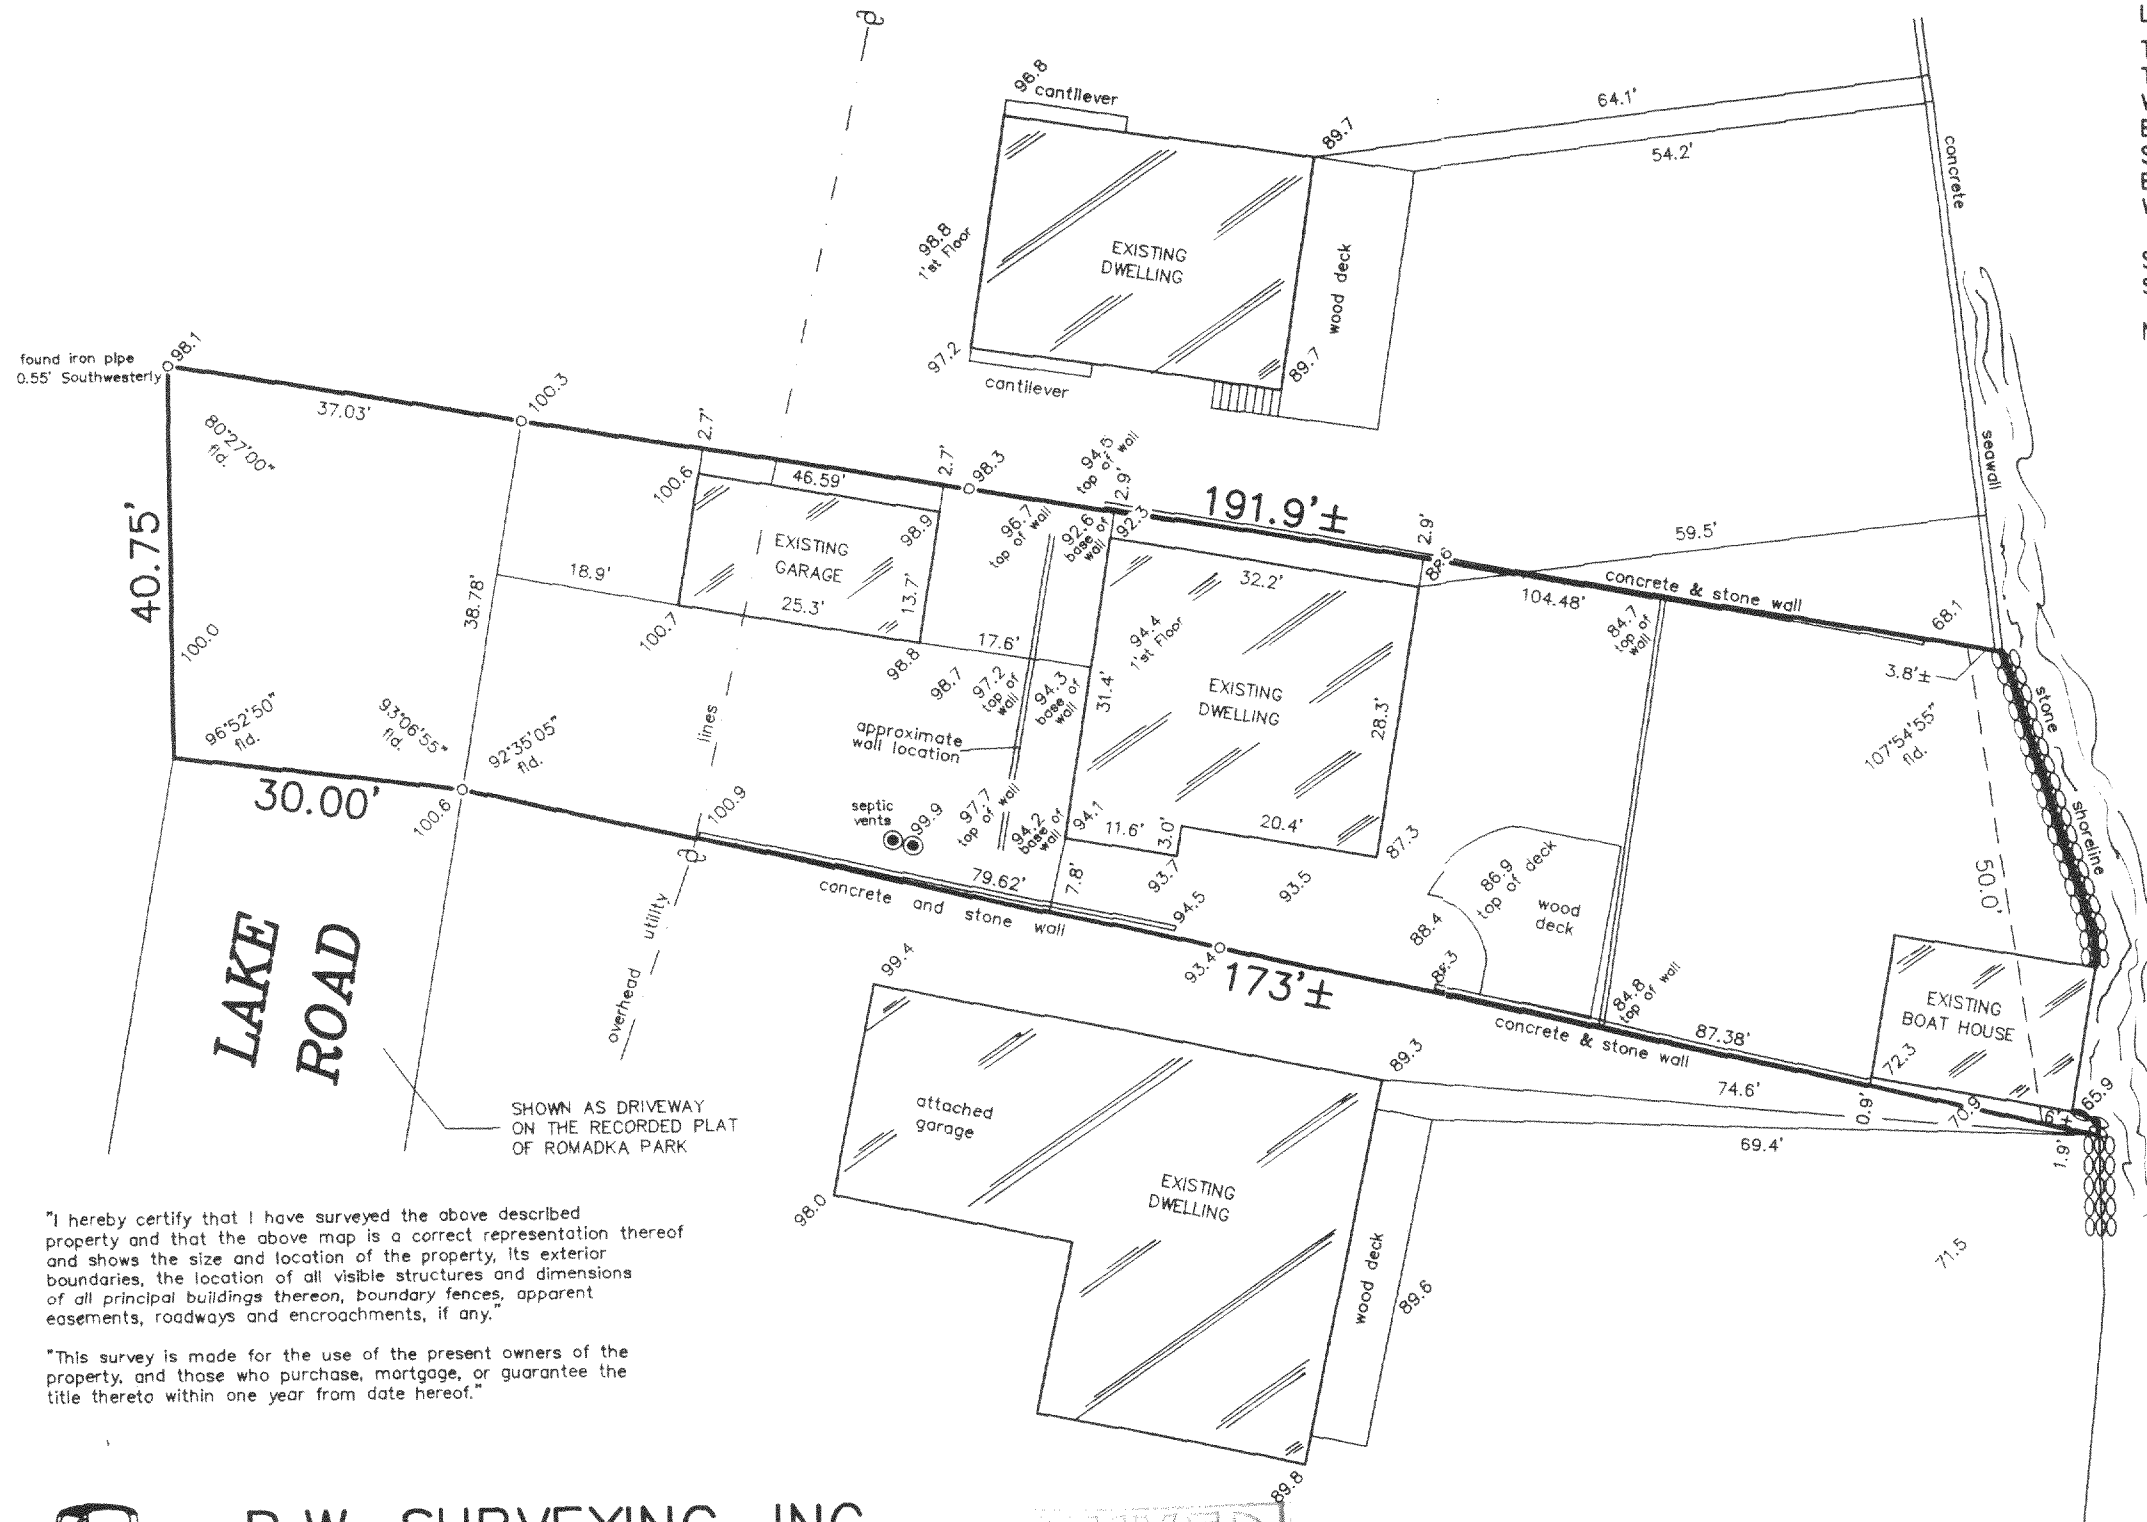 96.8
cantilever
89.7
64.1'
54.2'
concrete
98.8
1'st Floor
EXISTING
DWELLING
wood deck
97.2
cantilever
89.7
found iron pipe
0.55' Southwesterly
98.1
37.03'
100.3
80°27'00"
fld.
2.7'
100.6
46.59'
2.7'
98.3
94.5
top of wall
2.9'
191.9'±
2.9'
59.5'
seawall
40.75'
38.78'
18.9'
EXISTING
GARAGE
98.9
13.7'
25.3'
96.7
top of wall
92.6
base of
wall
92.3
32.2'
104.48'
concrete & stone wall
84.7
top of
wall
68.1
3.8'±
100.0
100.7
17.6'
98.8
98.7
97.2
top of
wall
94.3
base of
wall
31.4'
94.4
1'st Floor
EXISTING
DWELLING
28.3'
stone
107°54'55"
fld.
96°52'50"
fld.
93°06'55"
fld.
92°35'05"
fld.
lines
approximate
wall location
30.00'
100.6
100.9
septic
vents
99.9
97.7
top of wall
94.2
base of
wall
94.1
11.6'
3.0'
20.4'
87.3
shoreline
50.0'
79.62'
7.8'
93.7
93.5
94.5
86.9
top of deck
wood
deck
88.4
concrete and stone wall
LAKE
ROAD
utility
overhead
99.4
93.4
173'±
84.8
top of wall
concrete & stone wall
87.38'
EXISTING
BOAT HOUSE
72.3
65.9
89.3
74.6'
0.9'
70.9
6'±
69.4'
1.9'
SHOWN AS DRIVEWAY
ON THE RECORDED PLAT
OF ROMADKA PARK
attached
garage
98.0
EXISTING
DWELLING
wood deck
89.6
71.5
89.8
"I hereby certify that I have surveyed the above described
property and that the above map is a correct representation thereof
and shows the size and location of the property, its exterior
boundaries, the location of all visible structures and dimensions
of all principal buildings thereon, boundary fences, apparent
easements, roadways and encroachments, if any."
"This survey is made for the use of the present owners of the
property, and those who purchase, mortgage, or guarantee the
title thereto within one year from date hereof."
SURVEYING, INC.